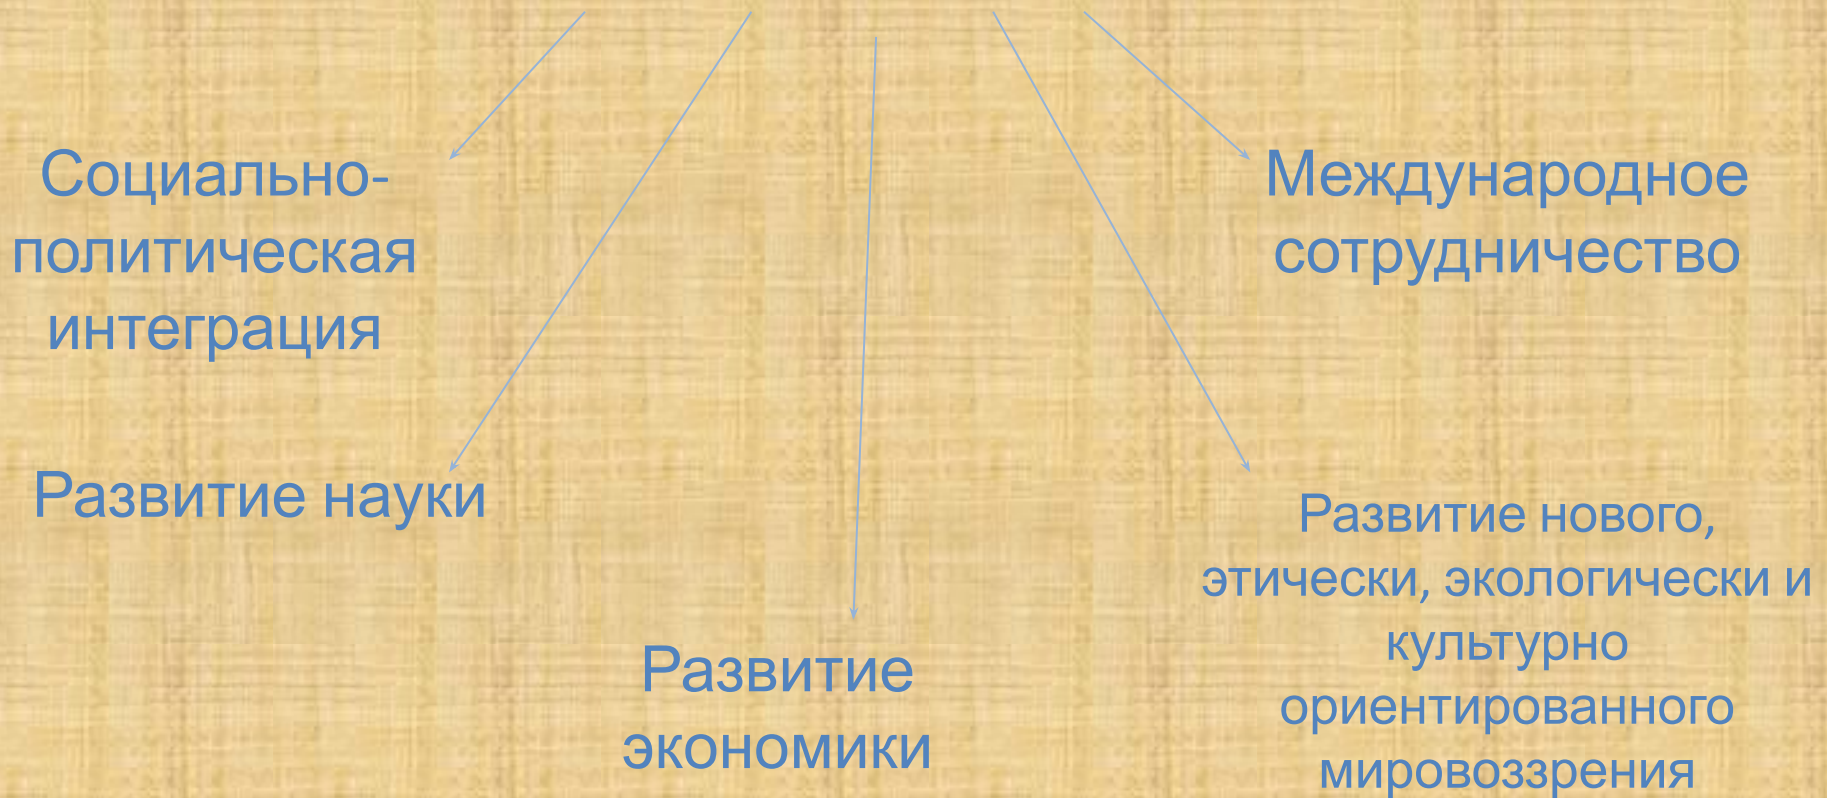 Социально-
политическая
интеграция
Международное
сотрудничество
Развитие науки
Развитие нового,
этически, экологически и
культурно
ориентированного
мировоззрения
Развитие
экономики